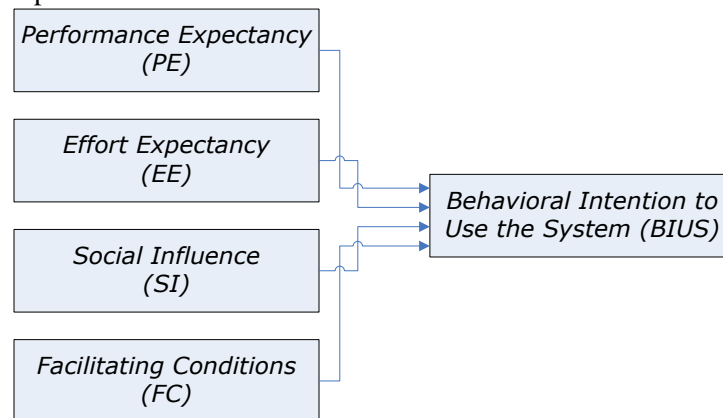 Performance Expectancy
(PE)
Effort Expectancy
(EE)
Social Influence
(SI)
Facilitating Conditions
(FC)
Behavioral Intention to
Use the System (BIUS)